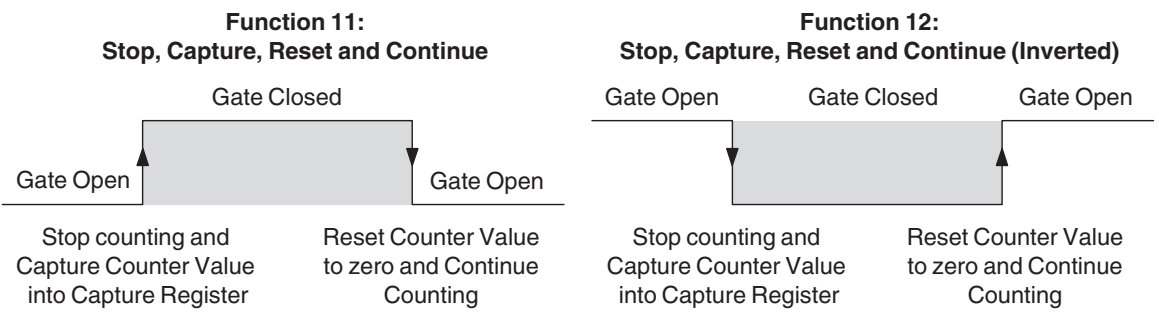 Function 11:
Stop, Capture, Reset and Continue
Gate Closed
Gate Open
Gate Open
Stop counting and
Capture Counter Value
into Capture Register
Reset Counter Value
to zero and Continue
Counting
Function 12:
Stop, Capture, Reset and Continue (Inverted)
Gate Open
Gate Closed
Gate Open
Stop counting and
Capture Counter Value
into Capture Register
Reset Counter Value
to zero and Continue
Counting